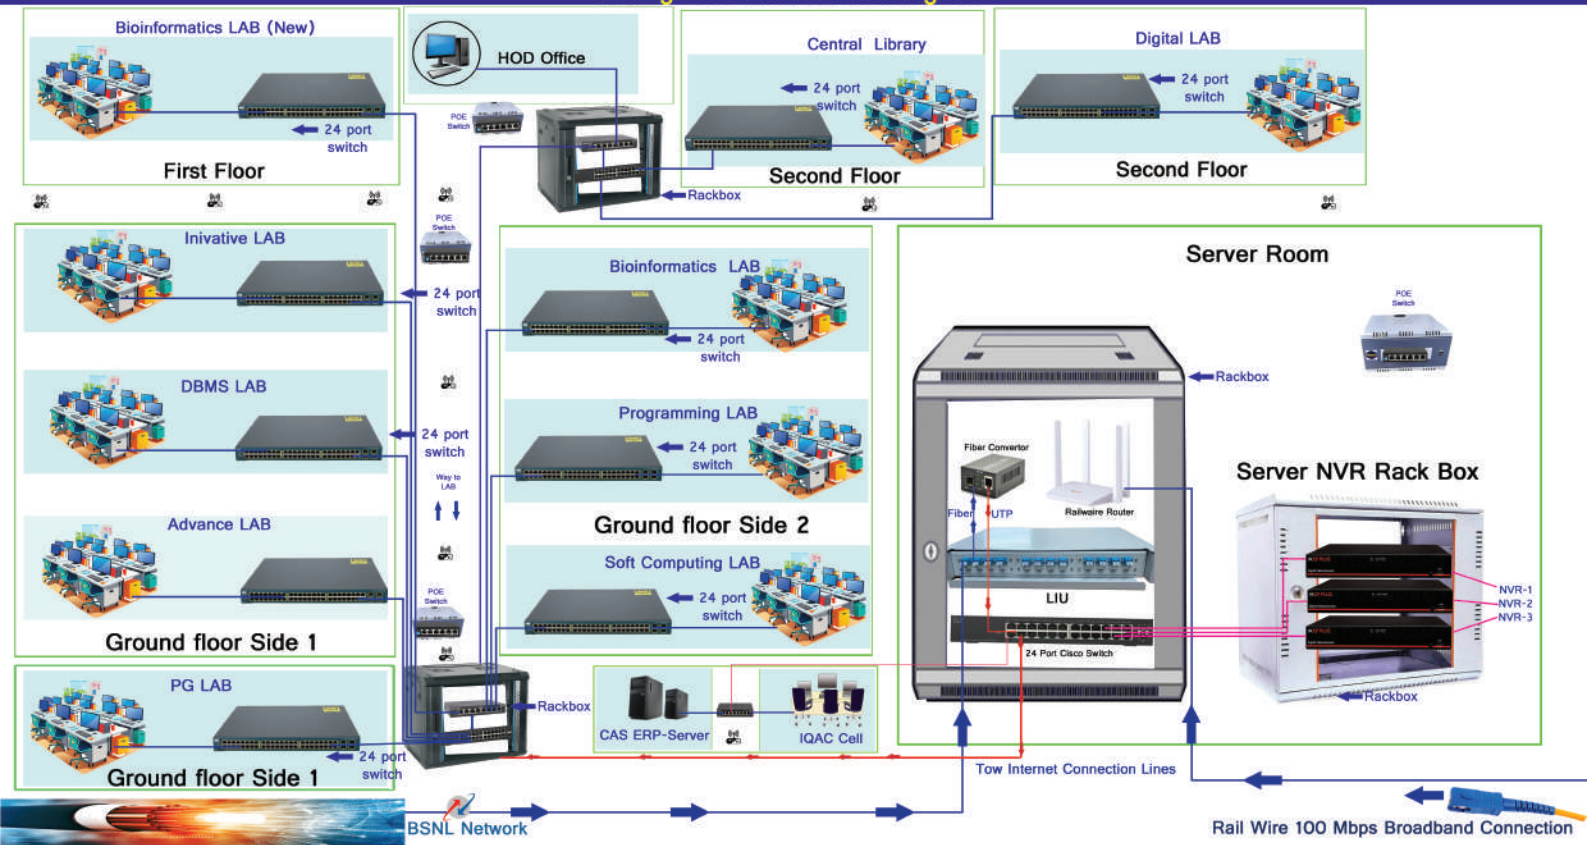 Bioinformatics LAB (New)
24 port
switch
First Floor
HOD Office
POE
Switch
Rackbox
Central Library
24 port
switch
Second Floor
Digital LAB
24 port
switch
Second Floor
Inivative LAB
24 port
switch
DBMS LAB
24 port
switch
Advance LAB
Ground floor Side 1
PG LAB
24 port
switch
Ground floor Side 1
POE
Switch
Way to
LAB
POE
Switch
Rackbox
Bioinformatics LAB
24 port
switch
Programming LAB
24 port
switch
Ground floor Side 2
Soft Computing LAB
24 port
switch
CAS ERP-Server
IQAC Cell
Server Room
POE
Switch
Rackbox
Fiber Convertor
Fiber
UTP
Railwaire Router
LIU
24 Port Cisco Switch
Server NVR Rack Box
NVR-1
NVR-2
NVR-3
Rackbox
Tow Internet Connection Lines
BSNL Network
Rail Wire 100 Mbps Broadband Connection